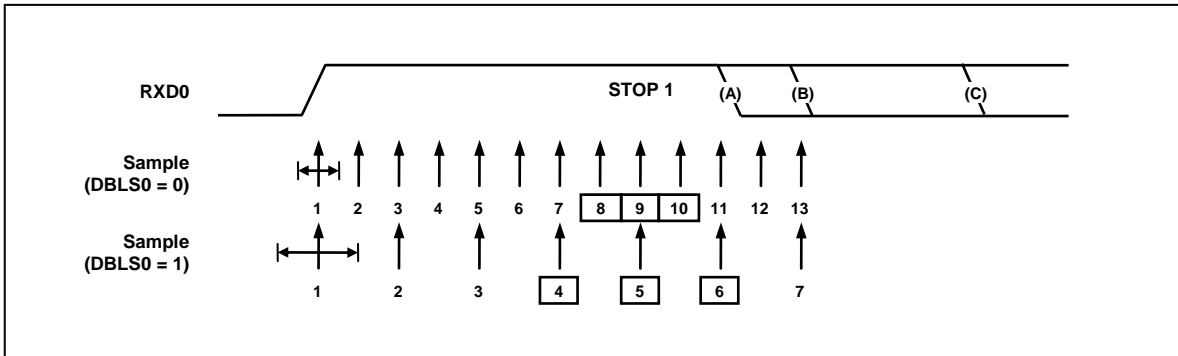 RXD0 STOP 1 (A) (B) (C)
Sample
(DBLS0 = 0)
1 2 3 4 5 6 7 8 9 10 11 12 13
Sample
(DBLS0 = 1)
1 2 3 4 5 6 7